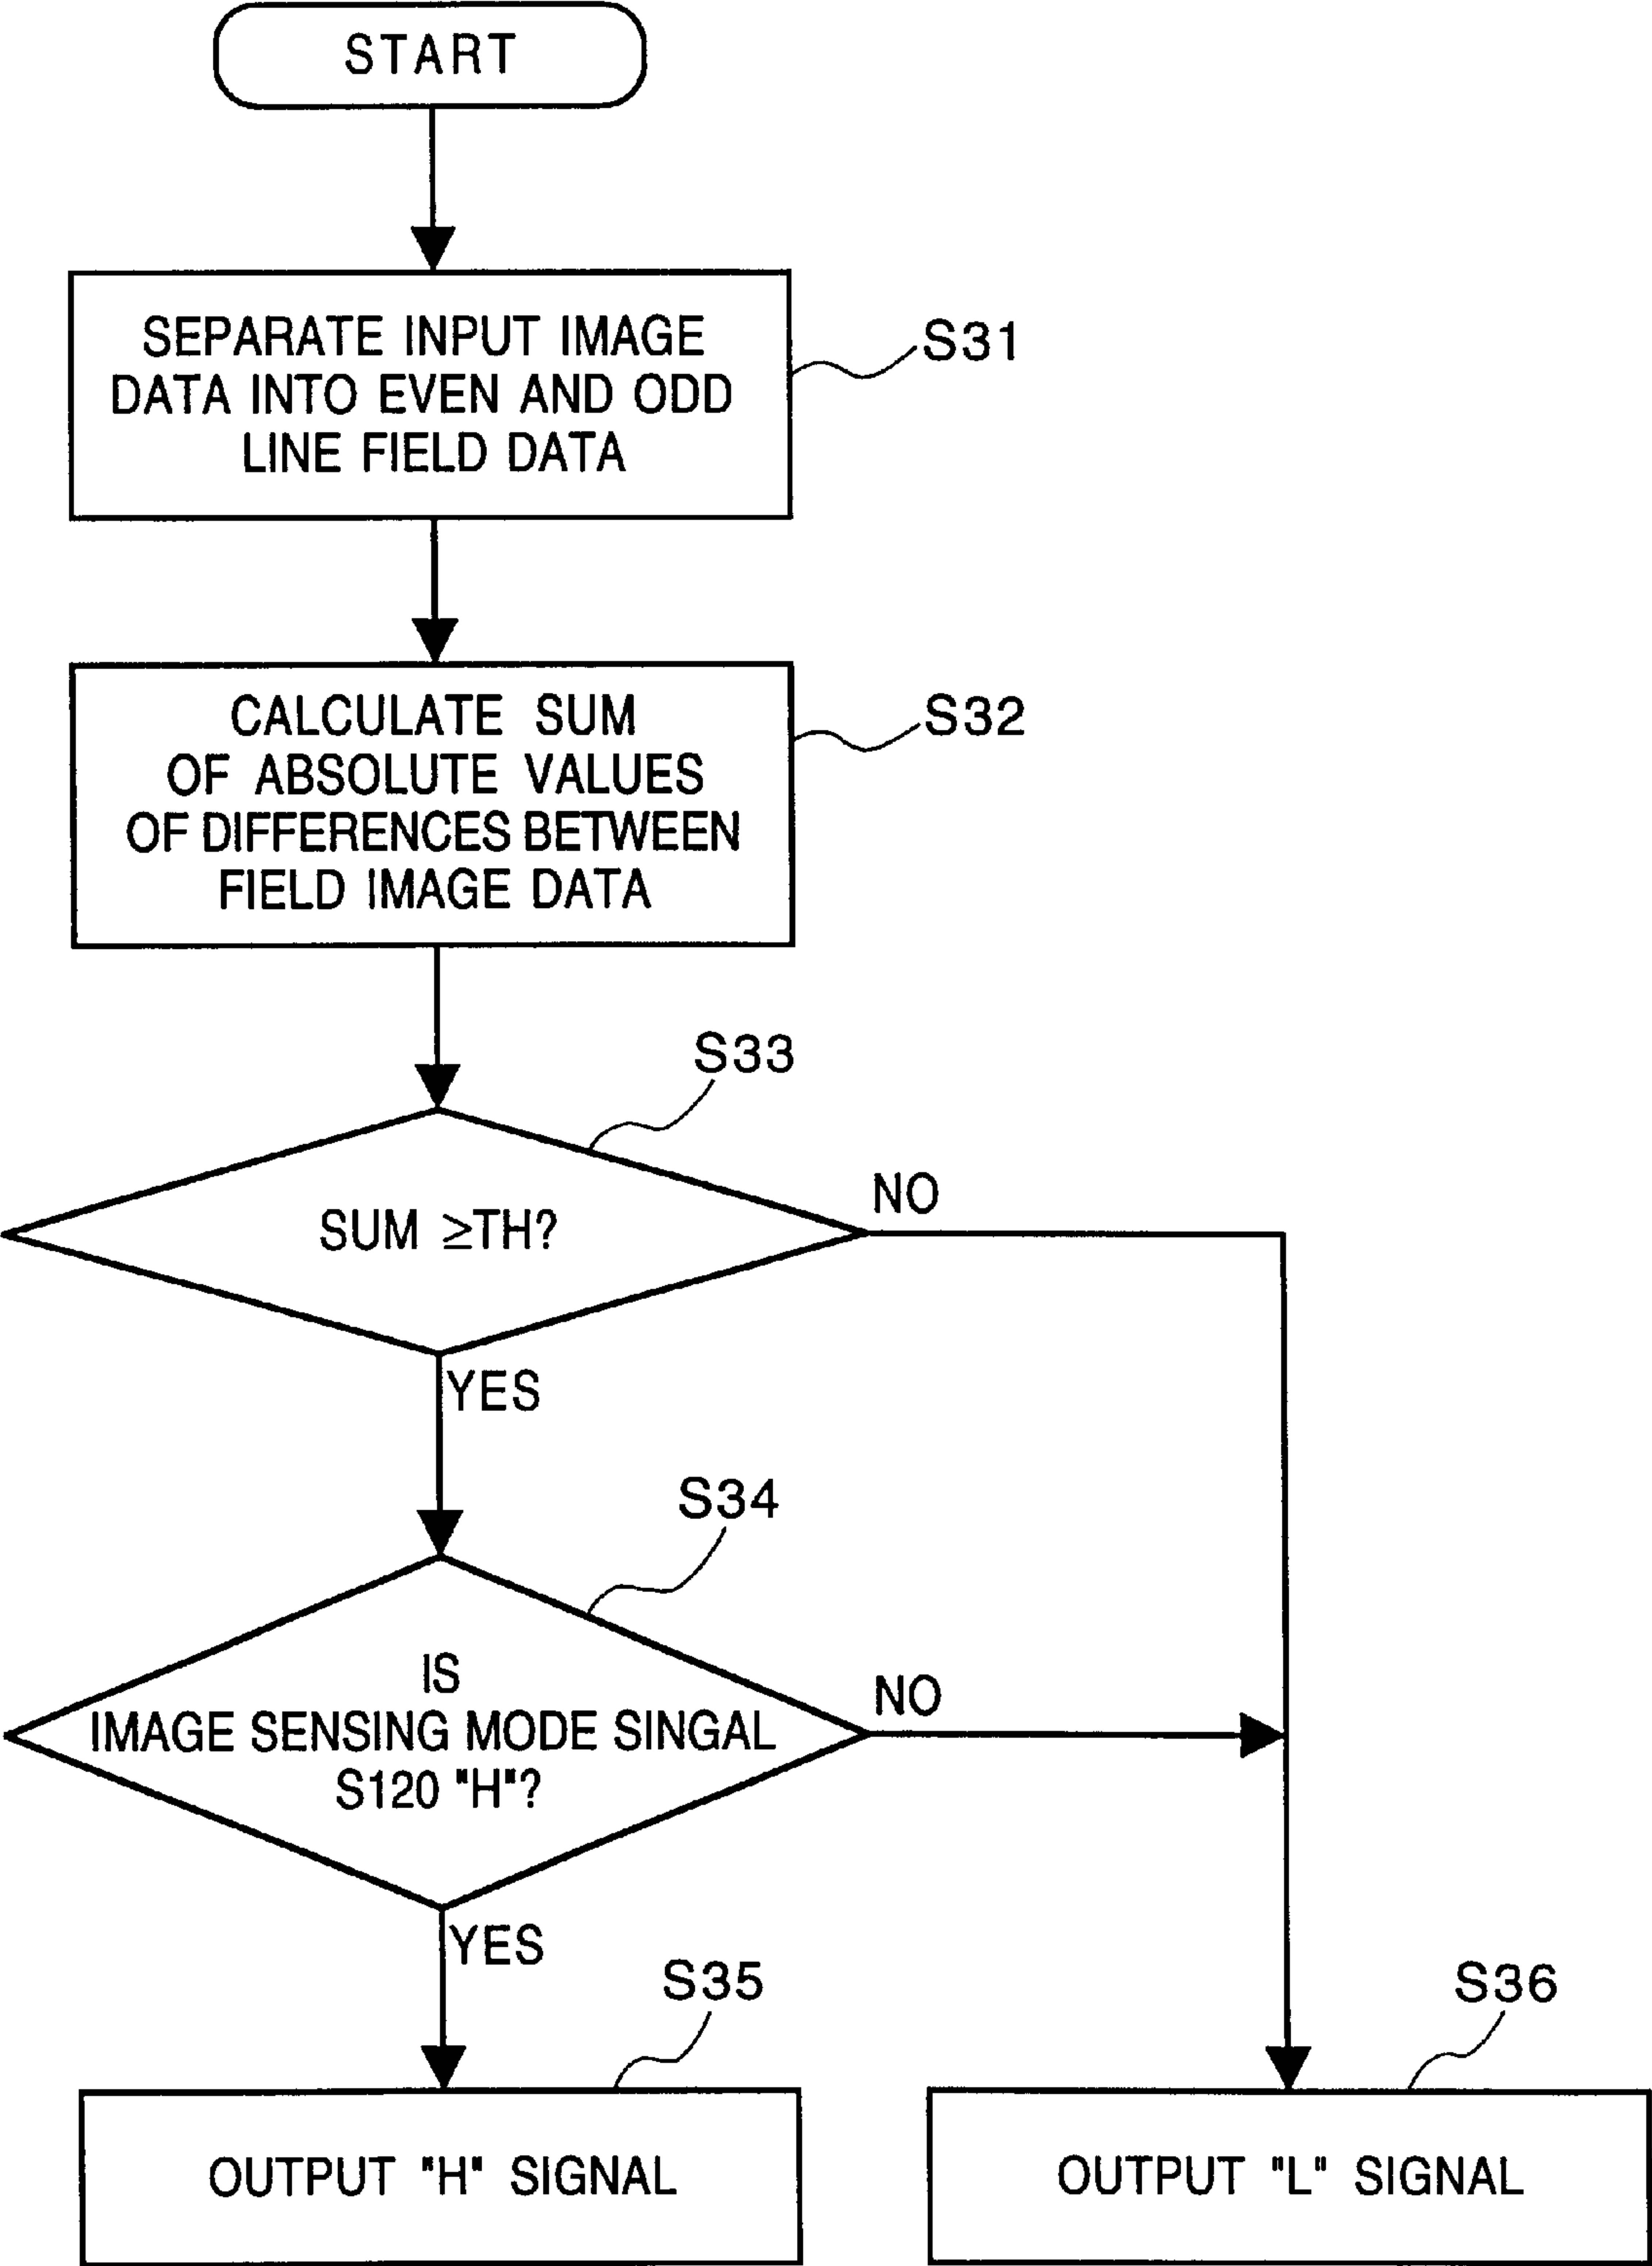 START
SEPARATE INPUT IMAGE
DATA INTO EVEN AND ODD
LINE FIELD DATA
S31
CALCULATE SUM
OF ABSOLUTE VALUES
OF DIFFERENCES BETWEEN
FIELD IMAGE DATA
S32
S33
SUM ≥TH?
NO
YES
S34
IS
IMAGE SENSING MODE SINGAL
S120 "H"?
NO
YES
S35
OUTPUT "H" SIGNAL
S36
OUTPUT "L" SIGNAL